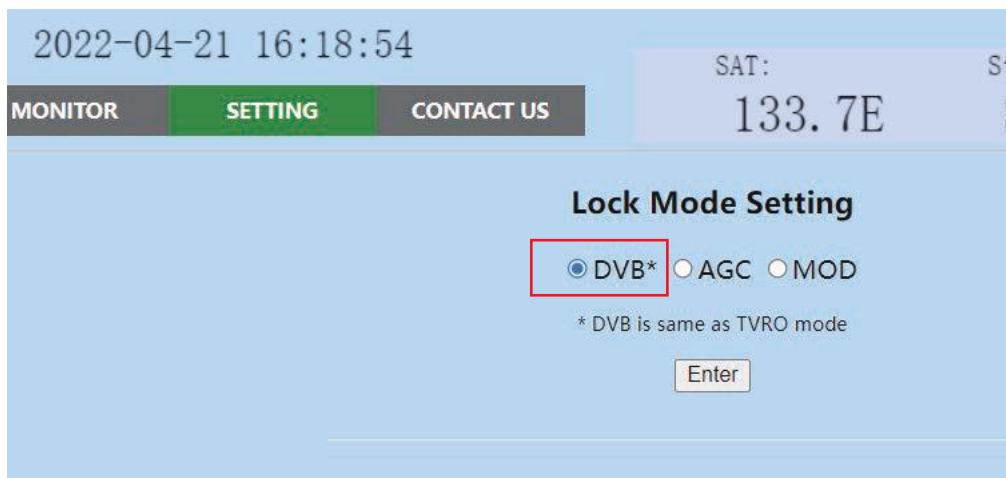 2022-04-21 16:18:54
SAT:
133.7E
MONITOR SETTING CONTACT US
Lock Mode Setting
DVB* AGC MOD
* DVB is same as TVRO mode
Enter